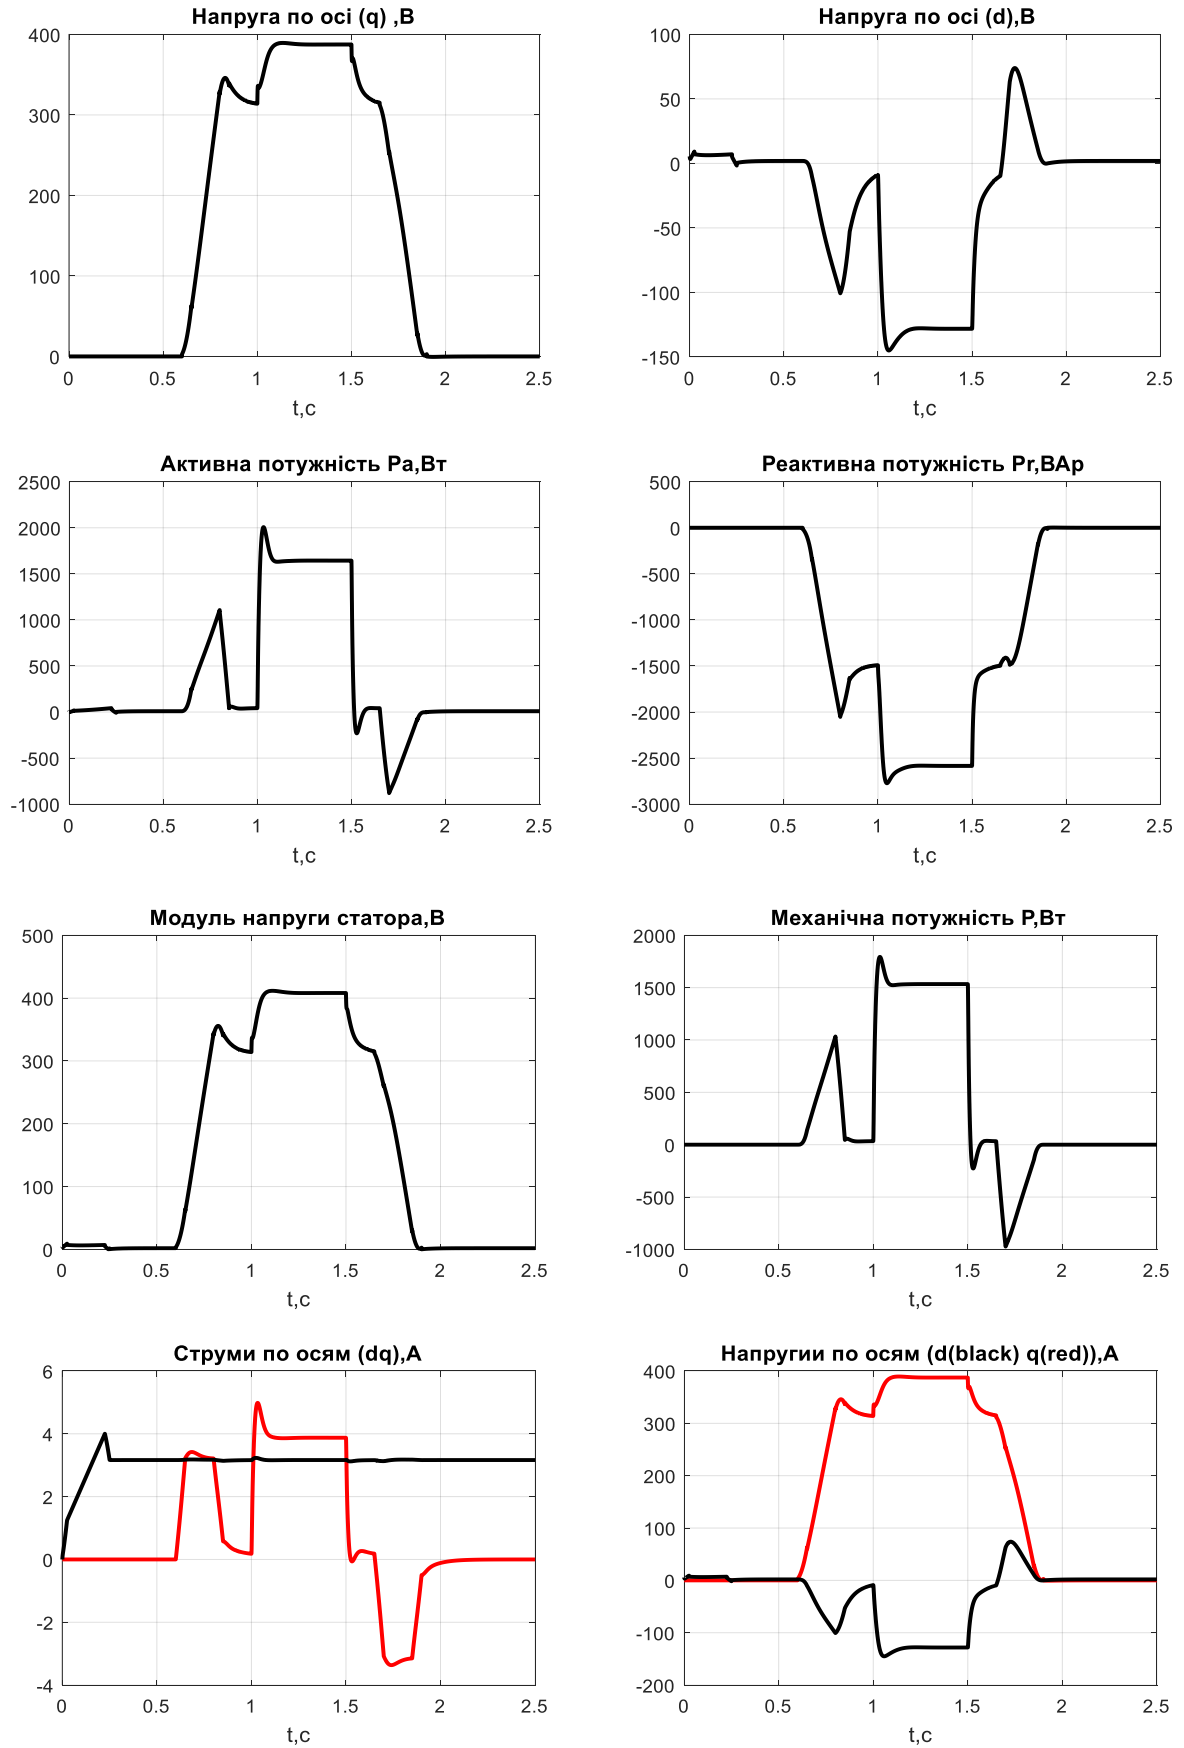 Напруга по осі (q) ,В
400
300
200
100
0
0 0.5 1 1.5 2 2.5
t,c
Напруга по осі (d),В
100
50
0
-50
-100
-150
0 0.5 1 1.5 2 2.5
t,c
Активна потужність Pa,Вт
2500
2000
1500
1000
500
0
-500
-1000
0 0.5 1 1.5 2 2.5
t,c
Реактивна потужність Pr,ВАр
500
0
-500
-1000
-1500
-2000
-2500
-3000
0 0.5 1 1.5 2 2.5
t,c
Модуль напруги статора,В
500
400
300
200
100
0
0 0.5 1 1.5 2 2.5
t,c
Механічна потужність P,Вт
2000
1500
1000
500
0
-500
-1000
0 0.5 1 1.5 2 2.5
t,c
Струми по осям (dq),А
6
4
2
0
-2
-4
0 0.5 1 1.5 2 2.5
t,c
Напругии по осям (d(black) q(red)),А
400
300
200
100
0
-100
-200
0 0.5 1 1.5 2 2.5
t,c